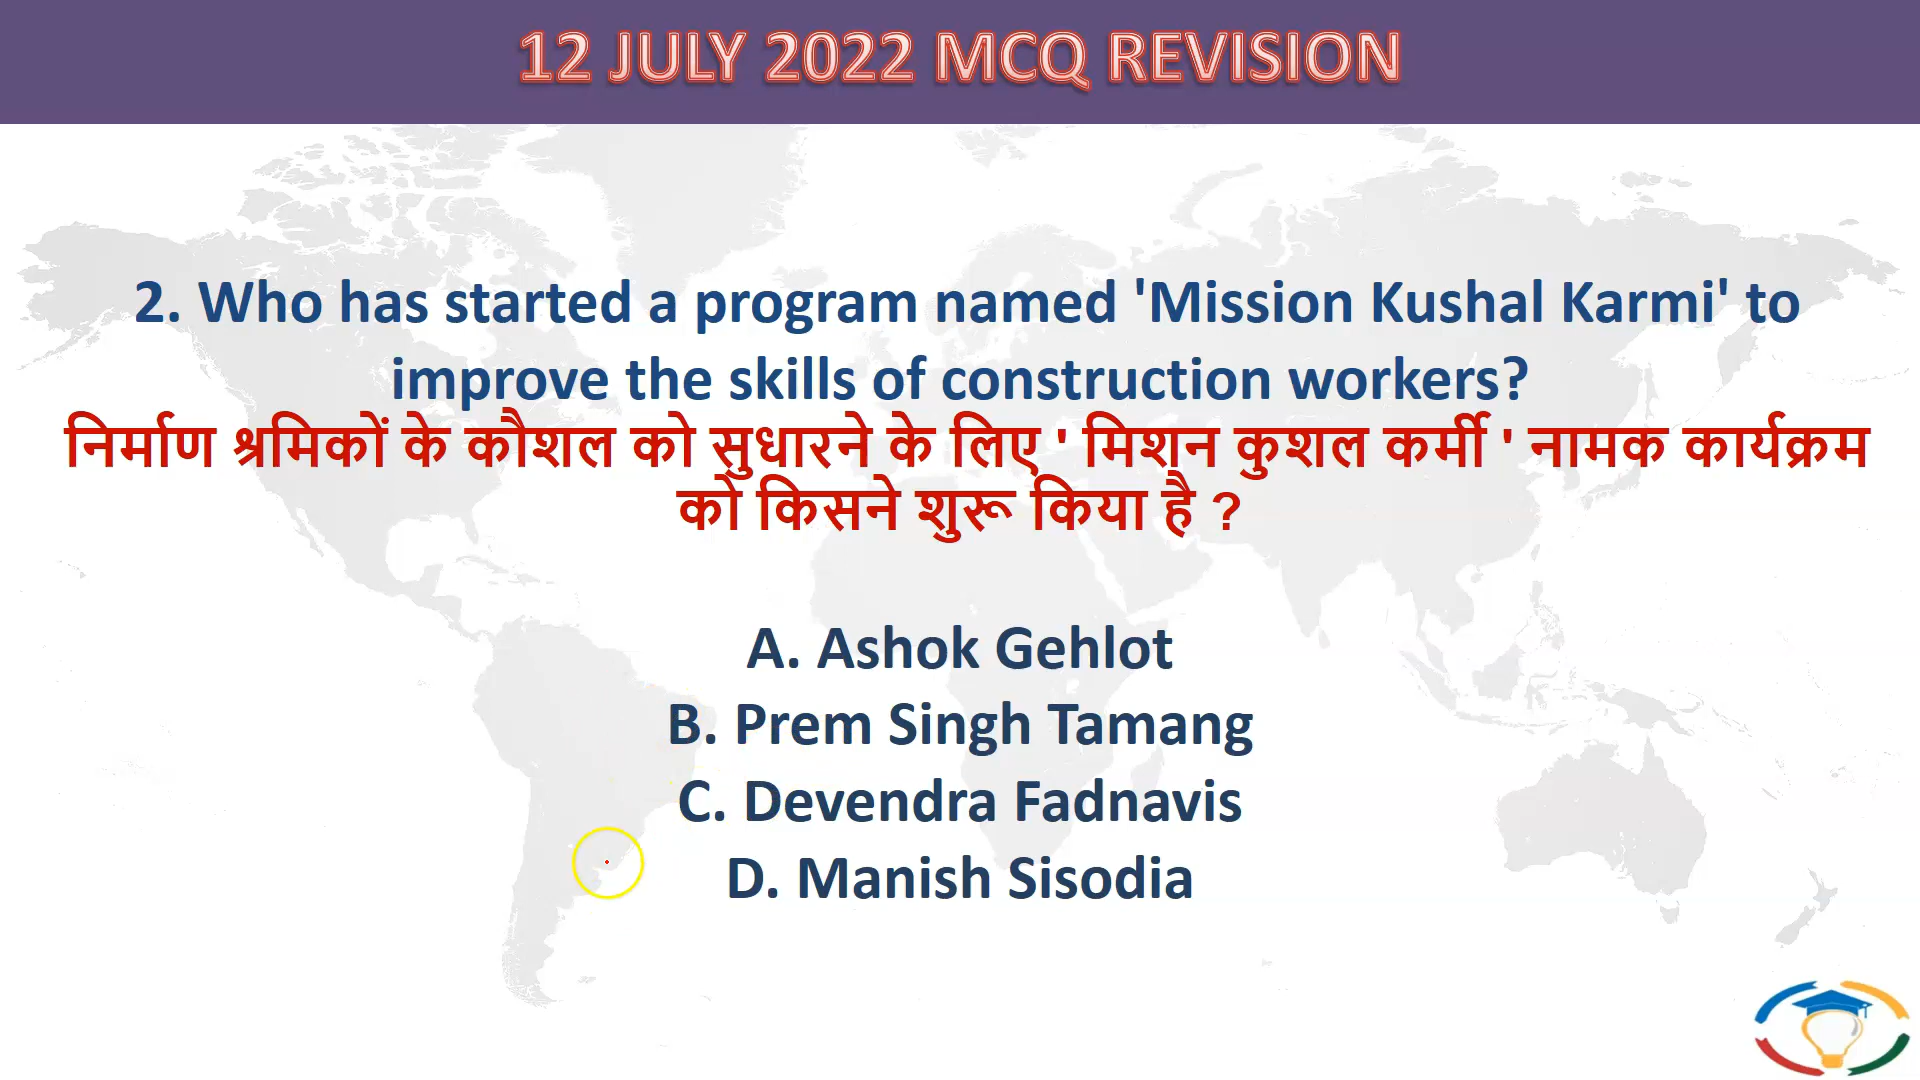 12 JULY 2022 MCQ REVISION
2. Who has started a program named 'Mission Kushal Karmi' to
improve the skills of construction workers?
निर्माण श्रमिकों के कौशल को सुधारने के लिए ' मिशन कुशल कर्मी ' नामक कार्यक्रम
को किसने शुरू किया है ?
A. Ashok Gehlot
B. Prem Singh Tamang
C. Devendra Fadnavis
D. Manish Sisodia